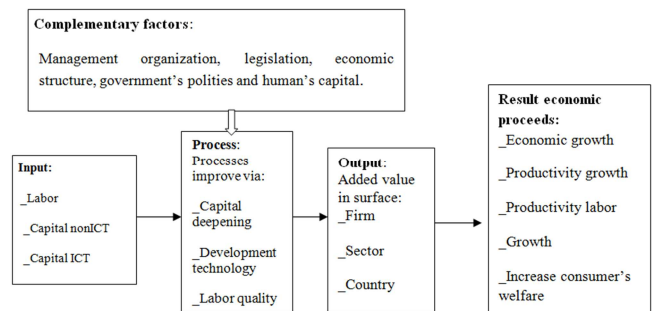 Complementary factors:
Management organization, legislation, economic
structure, government's polities and human's capital.
Input:
_Labor
_Capital nonICT
_Capital ICT
Process:
Processes
improve via:
_Capital
deepening
_Development
technology
_Labor quality
Output:
Added value
in surface:
_Firm
_Sector
_Country
Result economic
proceeds:
_Economic growth
_Productivity growth
_Productivity labor
_Growth
_Increase consumer's
welfare